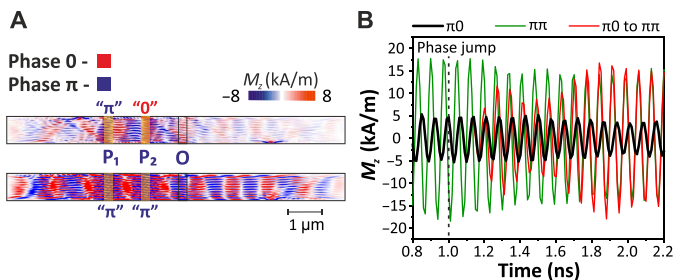 A
Phase 0 -
Phase π -
M_z (kA/m)
−8
8
“π” “0”
P₁ P₂ O
“π” “π”
1 µm
B
π0 ππ π0 to ππ
Phase jump
M_z (kA/m)
20
15
10
5
0
−5
−10
−15
−20
0.8 1.0 1.2 1.4 1.6 1.8 2.0 2.2
Time (ns)